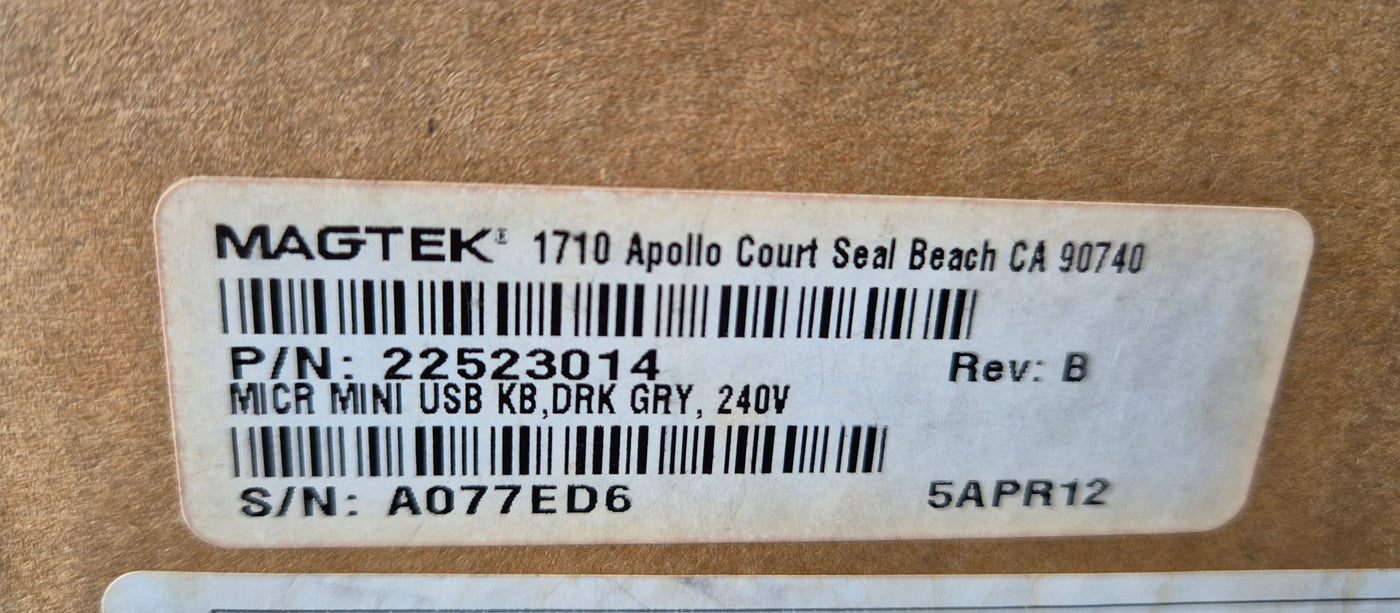 MAGTEK® 1710 Apollo Court Seal Beach CA 90740
P/N: 22523014 Rev: B
MICR MINI USB KB,DRK GRY, 240V
S/N: A077ED6 5APR12